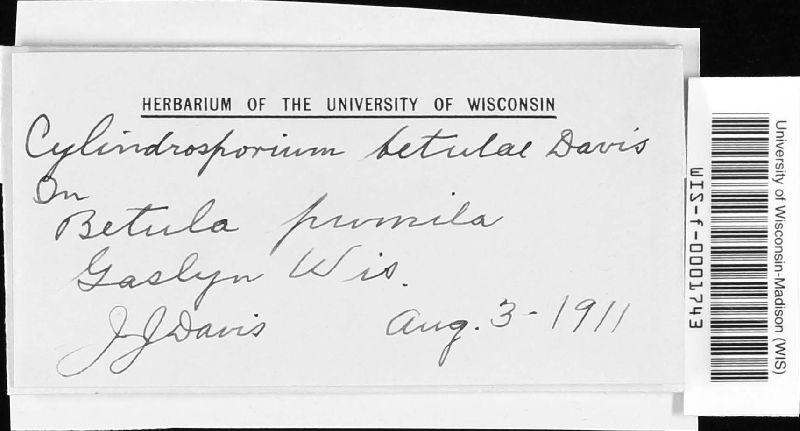 HERBARIUM OF THE UNIVERSITY OF WISCONSIN
Cylindrosporium betulae Davis
On
Betula pumila
Gaslyn Wis.
JJDavis Aug. 3-1911
University of Wisconsin-Madison (WIS)
WIS-f-0001743